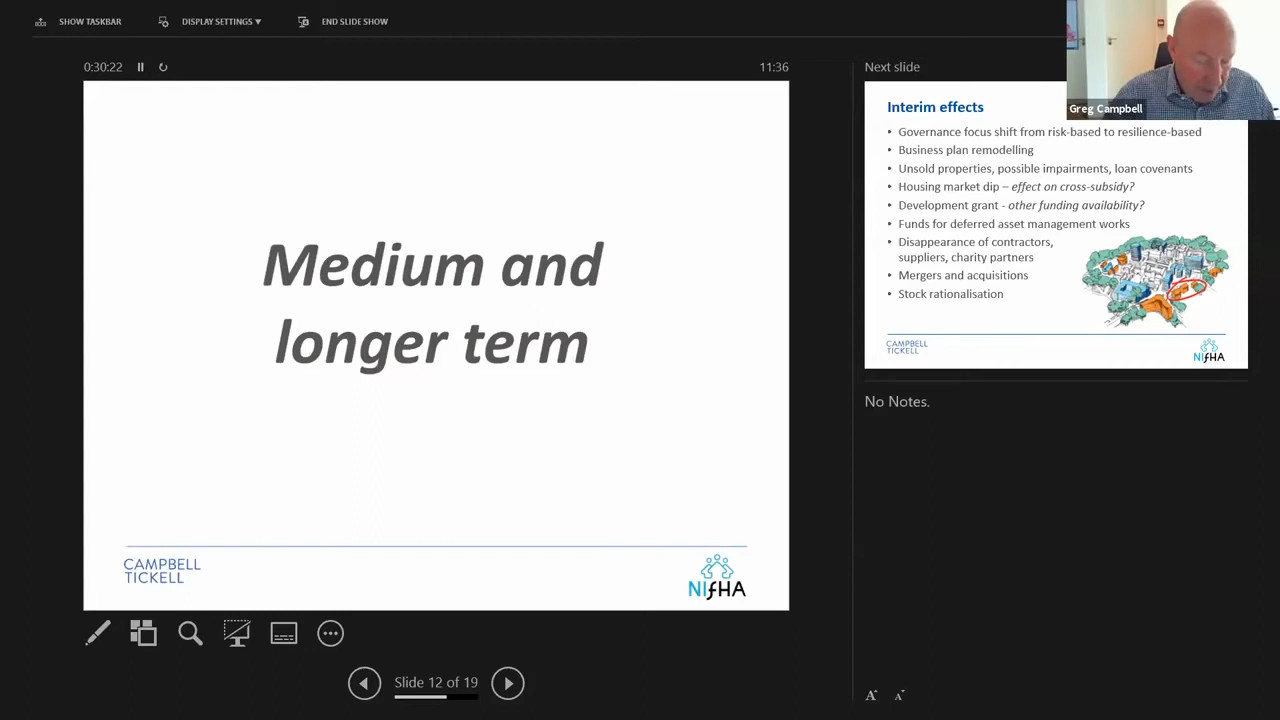 SHOW TASKBAR
DISPLAY SETTINGS ▼
END SLIDE SHOW
0:30:22
11:36
Medium and
longer term
CAMPBELL
TICKELL
NIfHA
Slide 12 of 19
Next slide
Greg Campbell
Interim effects
• Governance focus shift from risk-based to resilience-based
• Business plan remodelling
• Unsold properties, possible impairments, loan covenants
• Housing market dip – effect on cross-subsidy?
• Development grant - other funding availability?
• Funds for deferred asset management works
• Disappearance of contractors,
suppliers, charity partners
• Mergers and acquisitions
• Stock rationalisation
CAMPBELL
TICKELL
NIfHA
No Notes.
A
A